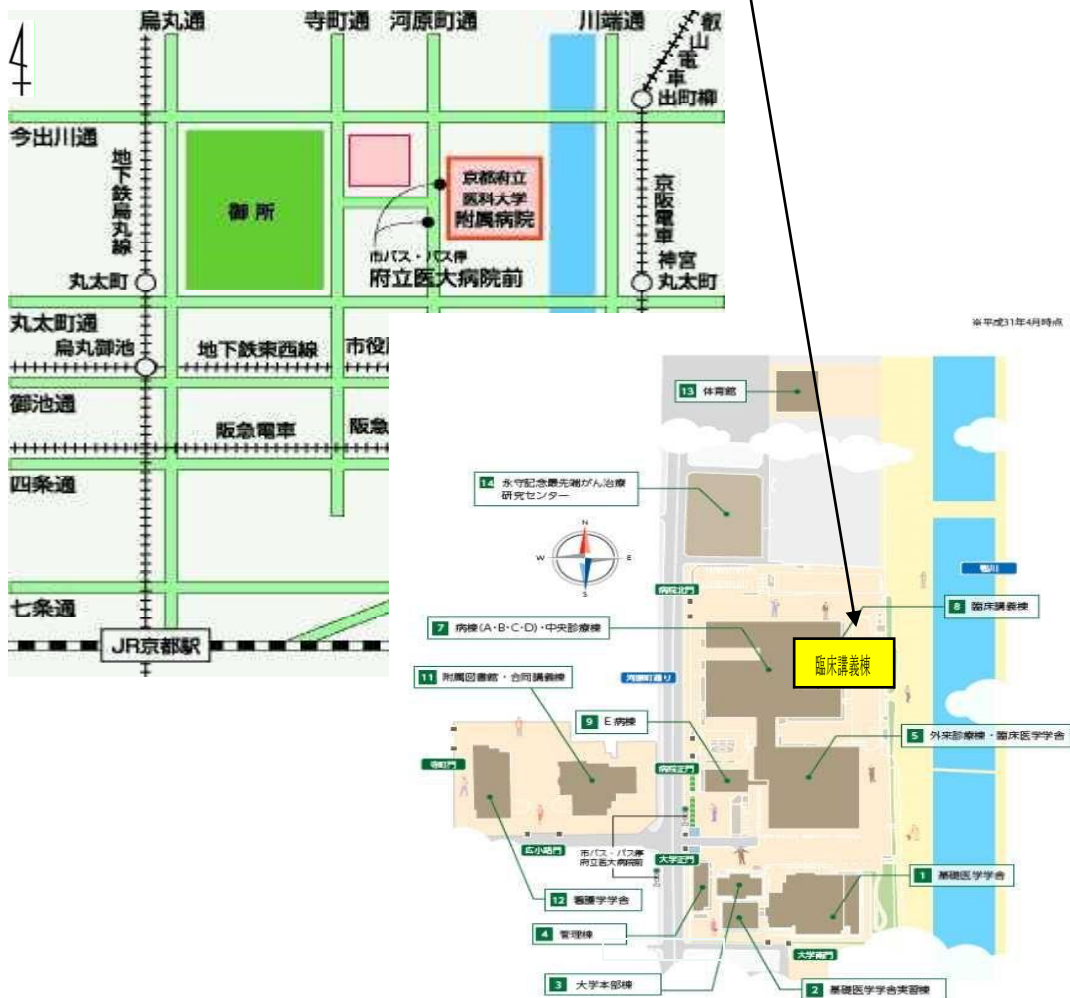 烏丸通
寺町通
河原町通
川端通
叡山電車
出町柳
今出川通
地下鉄烏丸線
御所
京都府立
医科大学
附属病院
京阪電車
市バス・バス停
府立医大病院前
神宮
丸太町
丸太町
丸太町通
烏丸御池
地下鉄東西線
市役
御池通
阪急電車
阪急
四条通
七条通
JR京都駅
※平成31年4月時点
13 体育館
14 永守記念最先端がん治療
研究センター
N
W
E
S
病院北門
鴨川
8 臨床講義棟
7 病棟(A・B・C・D)・中央診療棟
臨床講義棟
11 附属図書館・合同講義棟
河原町通り
9 E病棟
5 外来診療棟・臨床医学学舎
寺町門
病院正門
広小路門
市バス・バス停
府立医大病院前
大学正門
1 基礎医学学舎
12 看護学学舎
4 管理棟
大学南門
3 大学本部棟
2 基礎医学学舎実習棟